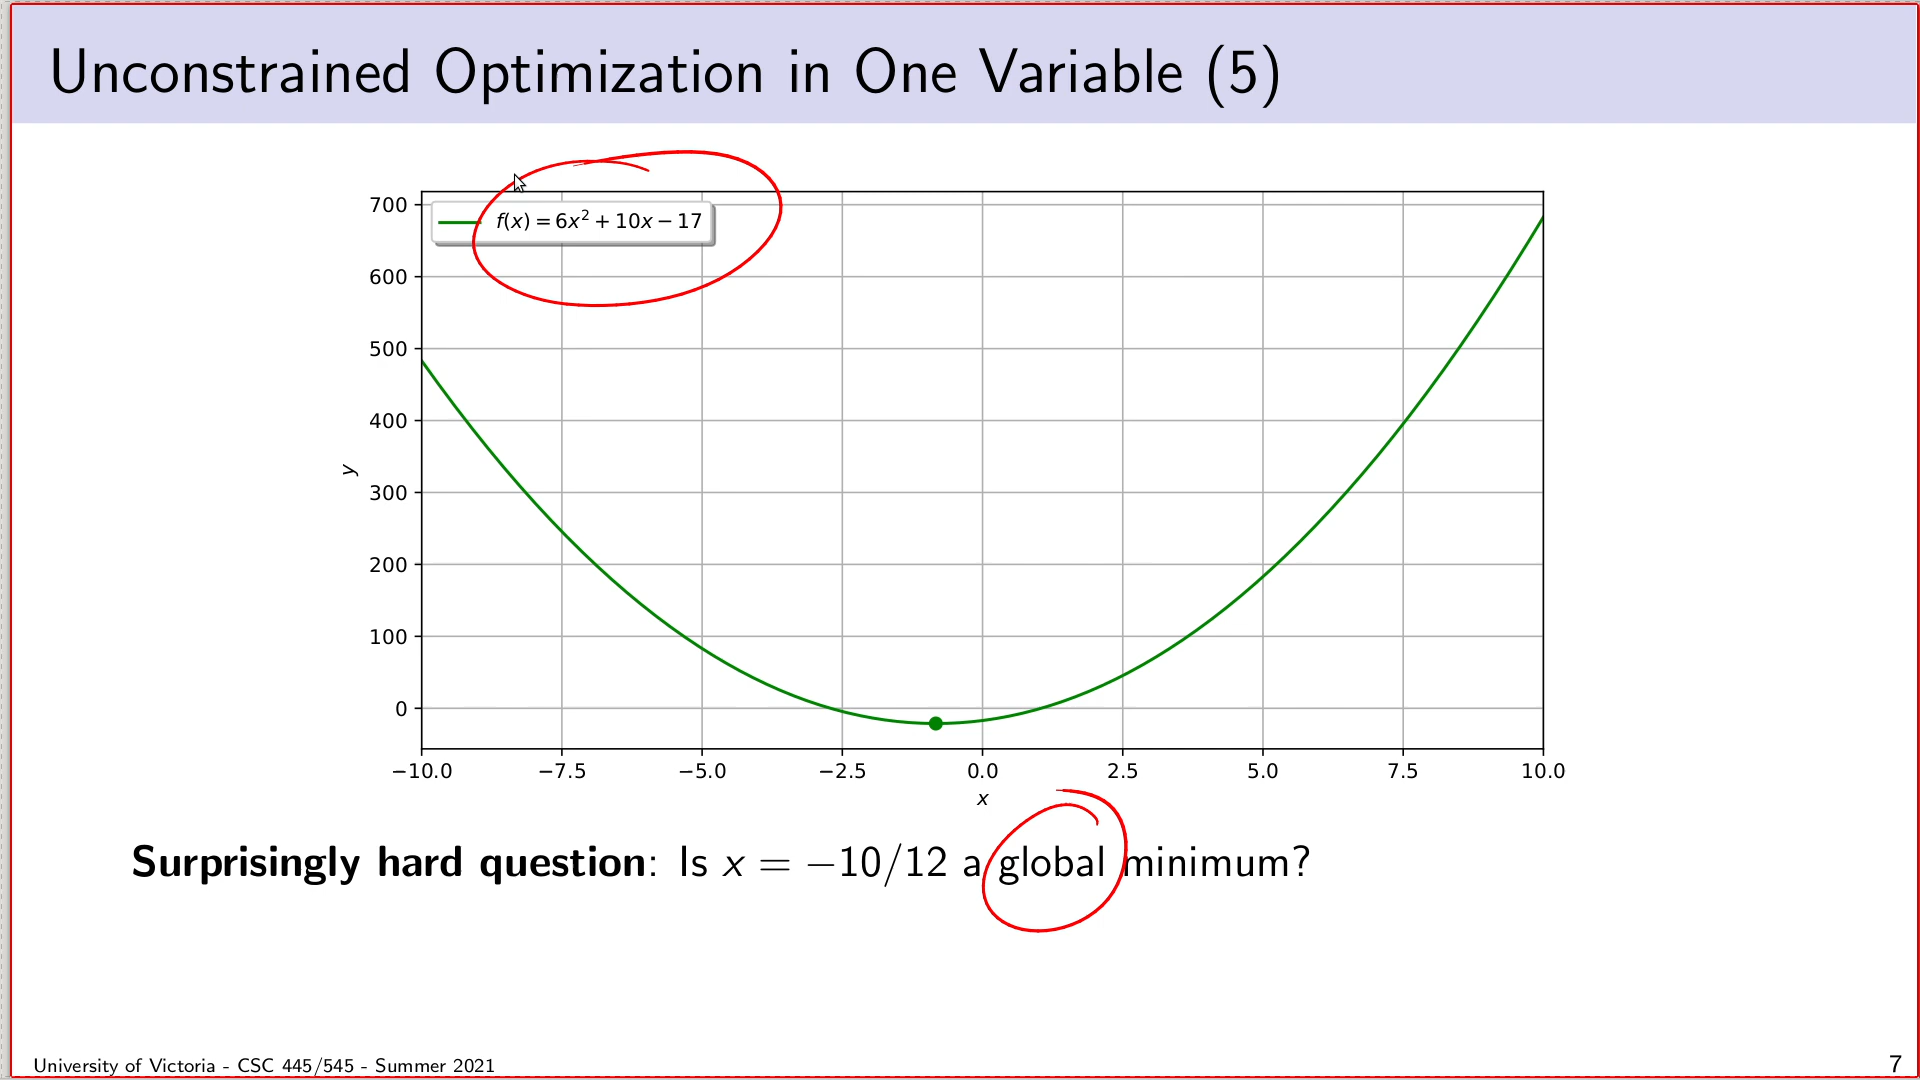 Unconstrained Optimization in One Variable (5)
700
f(x) = 6x² + 10x − 17
600
500
400
y
300
200
100
0
−10.0 −7.5 −5.0 −2.5 0.0 2.5 5.0 7.5 10.0
x
Surprisingly hard question: Is x = −10/12 a global minimum?
University of Victoria - CSC 445/545 - Summer 2021
7